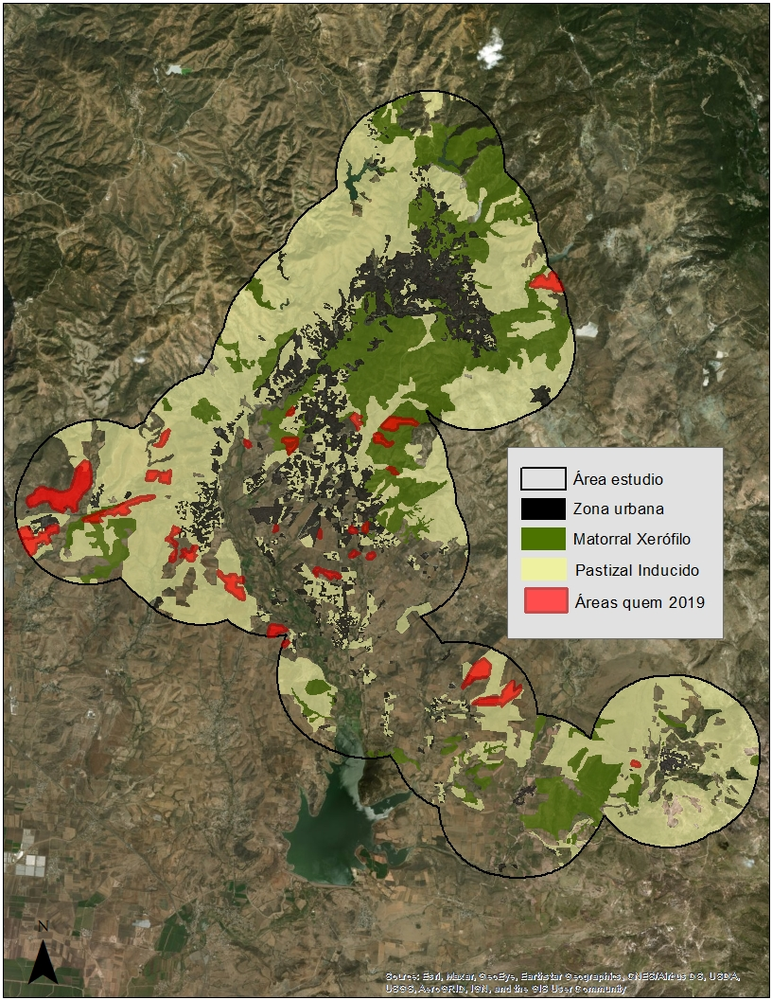 Área estudio
Zona urbana
Matorral Xerófilo
Pastizal Inducido
Áreas quem 2019
N
Source: Esri, Maxar, GeoEye, Earthstar Geographics, CNES/Airbus DS, USDA,
USGS, AeroGRID, IGN, and the GIS User Community